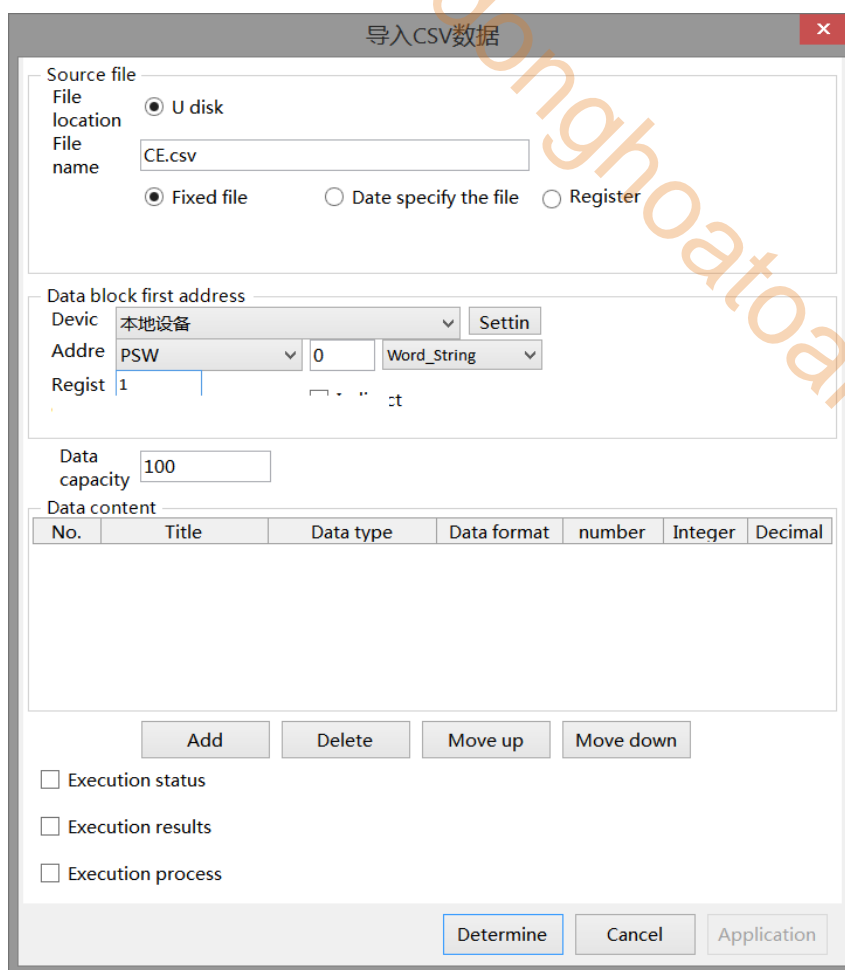 导入CSV数据
x
Source file
File location
U disk
File name
CE.csv
Fixed file Date specify the file Register
Data block first address
Devic 本地设备 Settin
Addre PSW 0 Word_String
Regist 1
Data capacity 100
Data content
No. Title Data type Data format number Integer Decimal
Add Delete Move up Move down
Execution status
Execution results
Execution process
Determine Cancel Application
onghoatoa